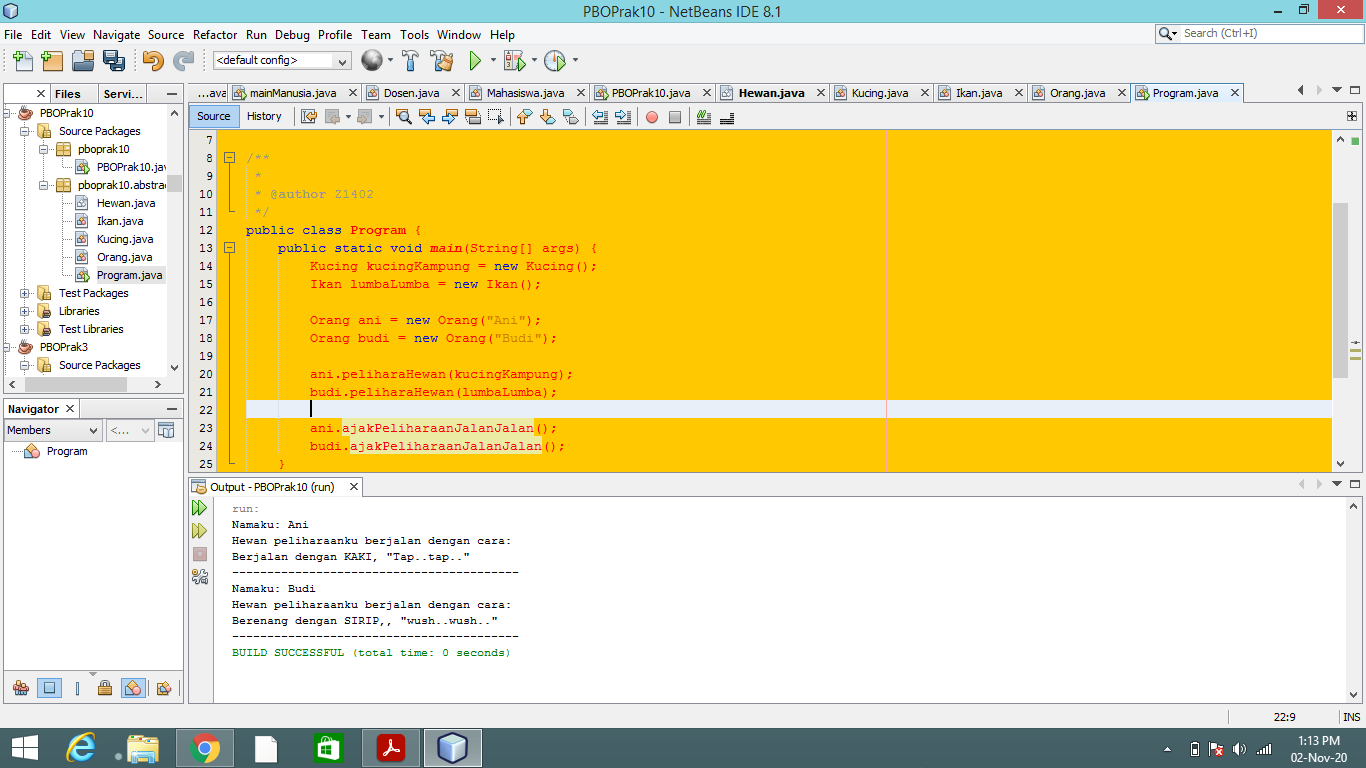 PBOPrak10 - NetBeans IDE 8.1
File Edit View Navigate Source Refactor Run Debug Profile Team Tools Window Help
Search (Ctrl+I)
<default config>
Files Servi...
...ava mainManusia.java Dosen.java Mahasiswa.java PBOPrak10.java Hewan.java Kucing.java Ikan.java Orang.java Program.java
Source History
PBOPrak10
Source Packages
pboprak10
PBOPrak10.jav
pboprak10.abstrac
Hewan.java
Ikan.java
Kucing.java
Orang.java
Program.java
Test Packages
Libraries
Test Libraries
PBOPrak3
Source Packages
Navigator
Members <...
Program
7
8 /**
9 *
10 * @author Z1402
11 */
12 public class Program {
13 public static void main(String[] args) {
14 Kucing kucingKampung = new Kucing();
15 Ikan lumbaLumba = new Ikan();
16
17 Orang ani = new Orang("Ani");
18 Orang budi = new Orang("Budi");
19
20 ani.peliharaHewan(kucingKampung);
21 budi.peliharaHewan(lumbaLumba);
22
23 ani.ajakPeliharaanJalanJalan();
24 budi.ajakPeliharaanJalanJalan();
25 }
Output - PBOPrak10 (run)
run:
Namaku: Ani
Hewan peliharaanku berjalan dengan cara:
Berjalan dengan KAKI, "Tap..tap.."
-----------------------------------------
Namaku: Budi
Hewan peliharaanku berjalan dengan cara:
Berenang dengan SIRIP,, "wush..wush.."
-----------------------------------------
BUILD SUCCESSFUL (total time: 0 seconds)
22:9 INS
1:13 PM
02-Nov-20